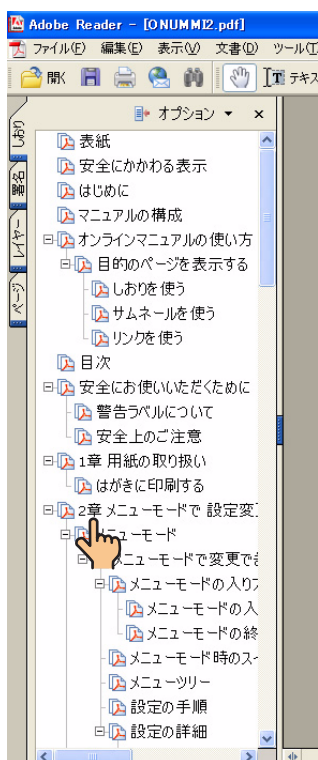 Adobe Reader - [ONUMMI2.pdf]
ファイル(F) 編集(E) 表示(V) 文書(D) ツール(T
開く テキス
オプション
しおり
署名
レイヤー
ページ
表紙
安全にかかわる表示
はじめに
マニュアルの構成
オンラインマニュアルの使い方
目的のページを表示する
しおりを使う
サムネールを使う
リンクを使う
目次
安全にお使いいただくために
警告ラベルについて
安全上のご注意
1章 用紙の取り扱い
はがきに印刷する
2章 メニューモードで 設定変
ニューモード
ニューモードで変更でき
メニューモードの入り
メニューモードの入
メニューモードの終
メニューモード時のス
メニューツリー
設定の手順
設定の詳細